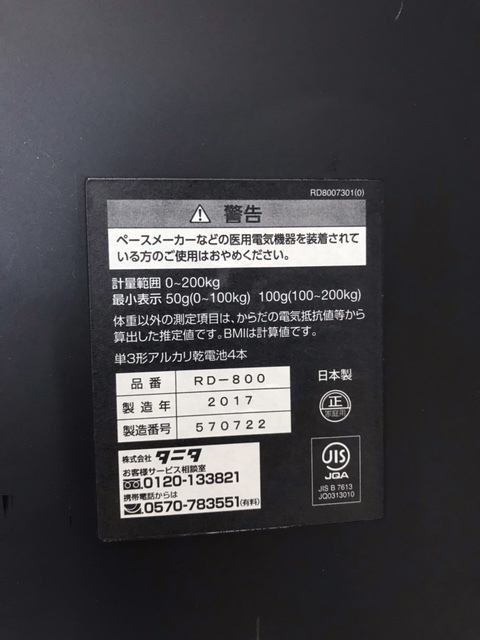 RD8007301(0)
⚠ 警告
ペースメーカーなどの医用電気機器を装着されて
いる方のご使用はおやめください。
計量範囲 0~200kg
最小表示 50g(0~100kg) 100g(100~200kg)
体重以外の測定項目は、からだの電気抵抗値等から
算出した推定値です。BMIは計算値です。
単3形アルカリ乾電池4本
品番 RD-800
製造年 2017
製造番号 570722
日本製
正
家庭用
株式会社 タニタ
お客様サービス相談室
0120-133821
携帯電話からは
0570-783551(有料)
JIS
JQA
JIS B 7613
JQ0313010